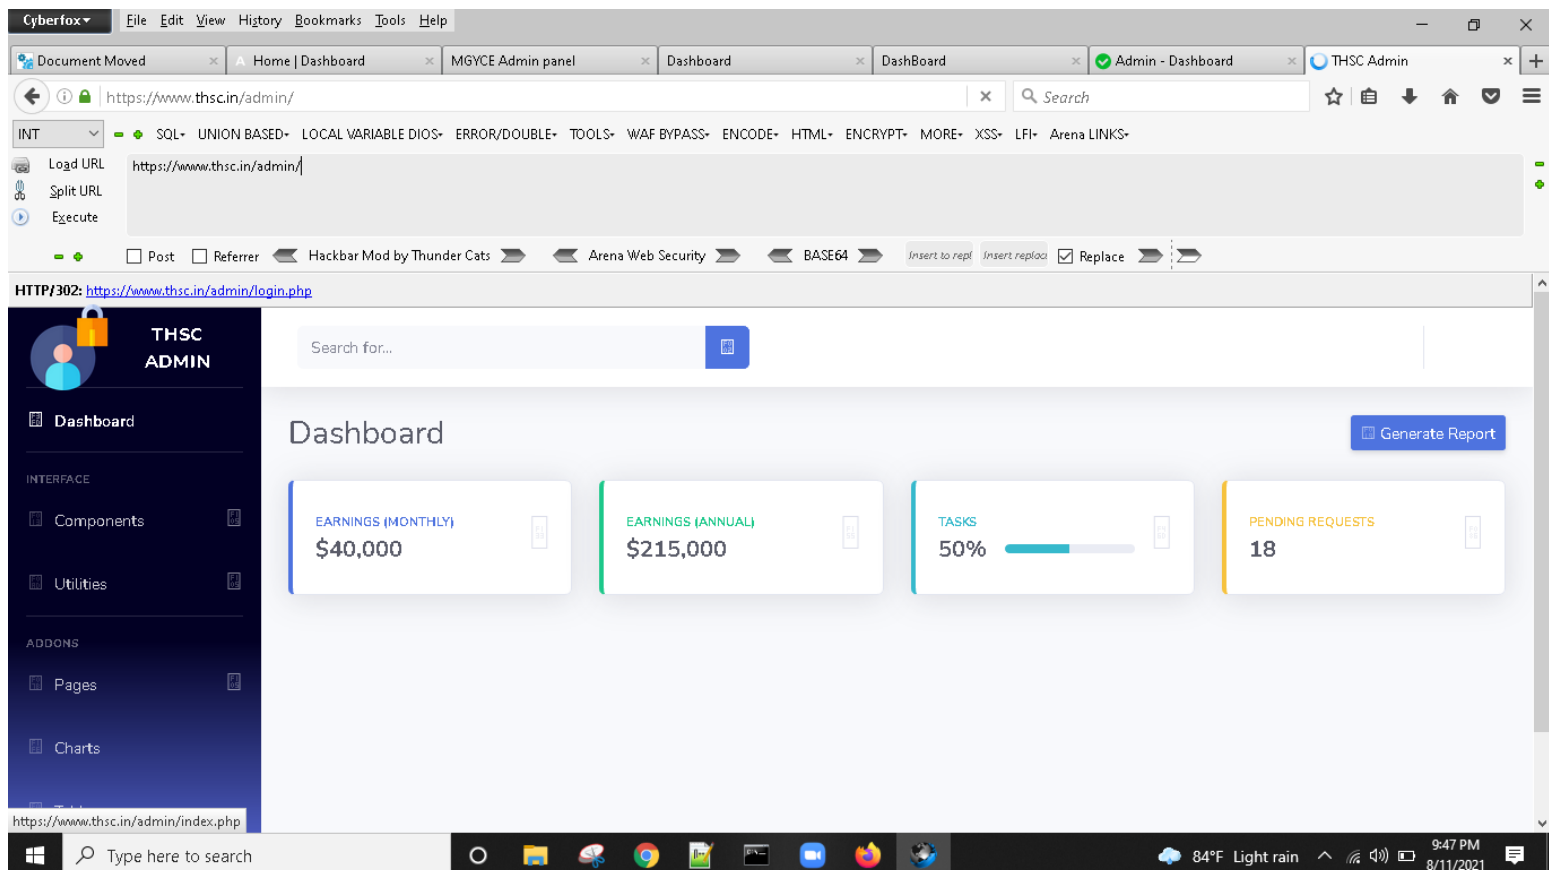 Cyberfox File Edit View History Bookmarks Tools Help
Document Moved Home | Dashboard MGYCE Admin panel Dashboard DashBoard Admin - Dashboard THSC Admin
https://www.thsc.in/admin/ Search
INT SQL UNION BASED LOCAL VARIABLE DIOS ERROR/DOUBLE TOOLS WAF BYPASS ENCODE HTML ENCRYPT MORE XSS LFI Arena LINKS
Load URL https://www.thsc.in/admin/
Split URL
Execute
Post Referrer Hackbar Mod by Thunder Cats Arena Web Security BASE64 Insert to repl Insert replac Replace
HTTP/302: https://www.thsc.in/admin/login.php
THSC
ADMIN
Search for...
Dashboard
Dashboard
Generate Report
INTERFACE
Components
Utilities
EARNINGS (MONTHLY)
$40,000
EARNINGS (ANNUAL)
$215,000
TASKS
50%
PENDING REQUESTS
18
ADDONS
Pages
Charts
https://www.thsc.in/admin/index.php
Type here to search
84°F Light rain
9:47 PM
8/11/2021